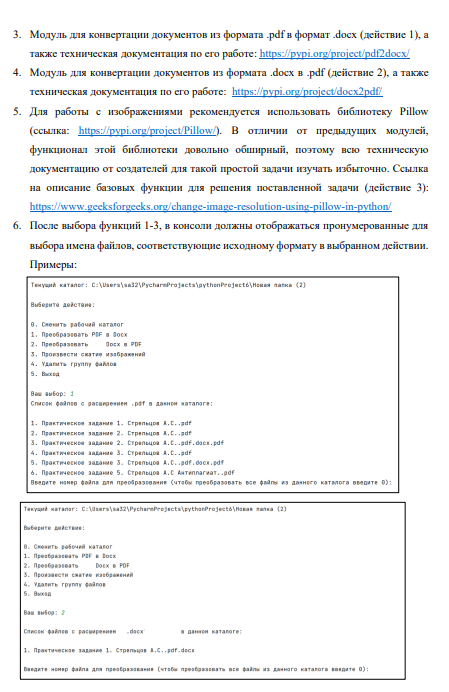 3. Модуль для конвертации документов из формата .pdf в формат .docx (действие 1), а
также техническая документация по его работе: https://pypi.org/project/pdf2docx/
4. Модуль для конвертации документов из формата .docx в .pdf (действие 2), а также
техническая документация по его работе: https://pypi.org/project/docx2pdf/
5. Для работы с изображениями рекомендуется использовать библиотеку Pillow
(ссылка: https://pypi.org/project/Pillow/). В отличии от предыдущих модулей,
функционал этой библиотеки довольно обширный, поэтому всю техническую
документацию от создателей для такой простой задачи изучать избыточно. Ссылка
на описание базовых функции для решения поставленной задачи (действие 3):
https://www.geeksforgeeks.org/change-image-resolution-using-pillow-in-python/
6. После выбора функций 1-3, в консоли должны отображаться пронумерованные для
выбора имена файлов, соответствующие исходному формату в выбранном действии.
Примеры:
Текущий каталог: C:\Users\sa32\PycharmProjects\pythonProject6\Новая папка (2)
Выберите действие:
0. Сменить рабочий каталог
1. Преобразовать PDF в Docx
2. Преобразовать Docx в PDF
3. Произвести сжатие изображений
4. Удалить группу файлов
5. Выход
Ваш выбор: 1
Список файлов с расширением .pdf в данном каталоге:
1. Практическое задание 1. Стрельцов А.С..pdf
2. Практическое задание 2. Стрельцов А.С..pdf
3. Практическое задание 2. Стрельцов А.С..pdf.docx.pdf
4. Практическое задание 3. Стрельцов А.С..pdf
5. Практическое задание 3. Стрельцов А.С..pdf.docx.pdf
6. Практическое задание 5. Стрельцов А.С Антиплагиат..pdf
Введите номер файла для преобразования (чтобы преобразовать все файлы из данного каталога введите 0):
Текущий каталог: C:\Users\sa32\PycharmProjects\pythonProject6\Новая папка (2)
Выберите действие:
0. Сменить рабочий каталог
1. Преобразовать PDF в Docx
2. Преобразовать Docx в PDF
3. Произвести сжатие изображений
4. Удалить группу файлов
5. Выход
Ваш выбор: 2
Список файлов с расширением .docx в данном каталоге:
1. Практическое задание 1. Стрельцов А.С..pdf.docx
Введите номер файла для преобразования (чтобы преобразовать все файлы из данного каталога введите 0):